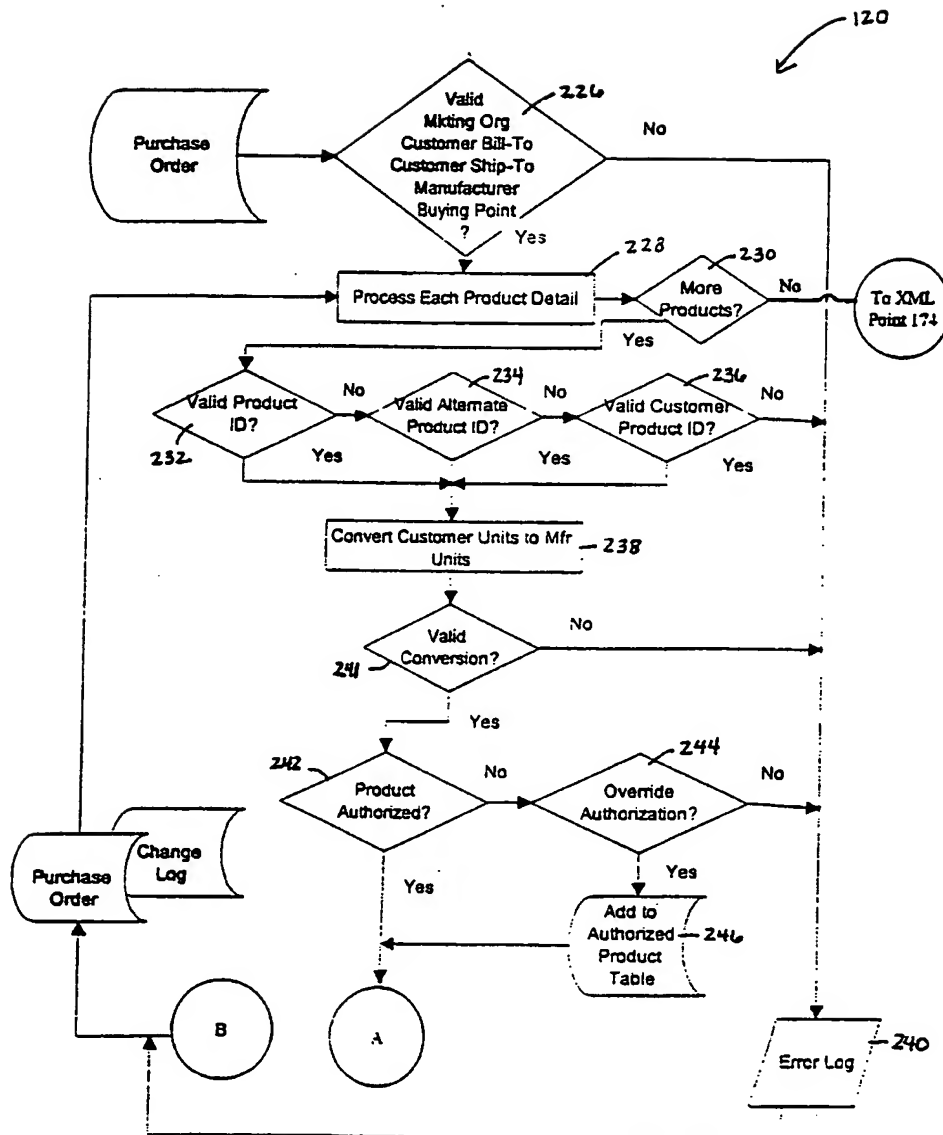 120
Valid
Mkting Org
Customer Bill-To
Customer Ship-To
Manufacturer
Buying Point
?
226
No
Purchase
Order
Yes
228
230
Process Each Product Detail
More
Products?
No
To XML
Point 174
Yes
234
236
Valid Product
ID?
No
Valid Alternate
Product ID?
No
Valid Customer
Product ID?
No
232
Yes
Yes
Yes
Convert Customer Units to Mfr
Units
238
Valid
Conversion?
No
241
Yes
242
244
Product
Authorized?
No
Override
Authorization?
No
Purchase
Order
Change
Log
Yes
Yes
Add to
Authorized
Product
Table
246
B
A
Error Log
240